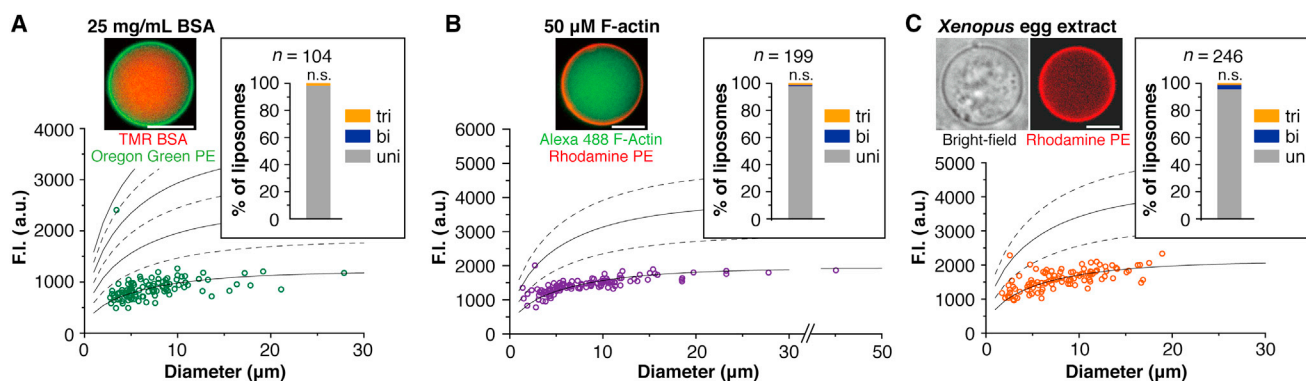 A
25 mg/mL BSA
TMR BSA
Oregon Green PE
n = 104
n.s.
100
80
60
40
20
0
% of liposomes
tri
bi
uni
4000
3000
2000
1000
0
F.I. (a.u.)
0 10 20 30
Diameter (µm)
B
50 µM F-actin
Alexa 488 F-Actin
Rhodamine PE
n = 199
n.s.
100
80
60
40
20
0
% of liposomes
tri
bi
uni
6000
5000
4000
3000
2000
1000
0
F.I. (a.u.)
0 10 20 30 50
Diameter (µm)
C
Xenopus egg extract
Bright-field
Rhodamine PE
n = 246
n.s.
100
80
60
40
20
0
% of liposomes
tri
bi
uni
5000
4000
3000
2000
1000
0
F.I. (a.u.)
0 10 20 30
Diameter (µm)